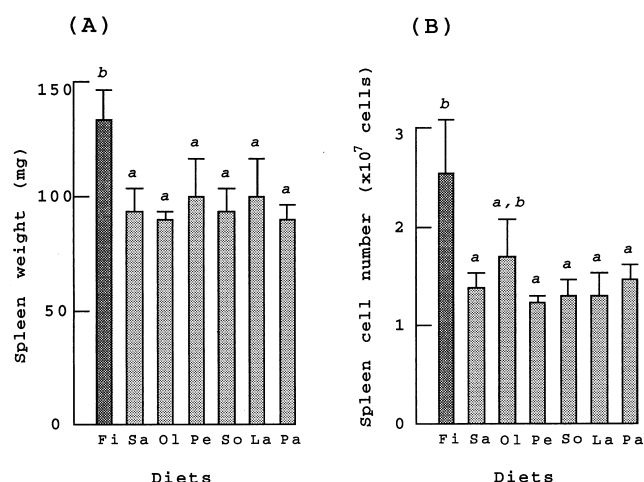 (A)
b
a
a
a
a
a
a
150
100
50
0
Spleen weight (mg)
Fi Sa Ol Pe So La Pa
Diets
(B)
b
a
a,b
a
a
a
a
3
2
1
0
Spleen cell number (x10⁷ cells)
Fi Sa Ol Pe So La Pa
Diets